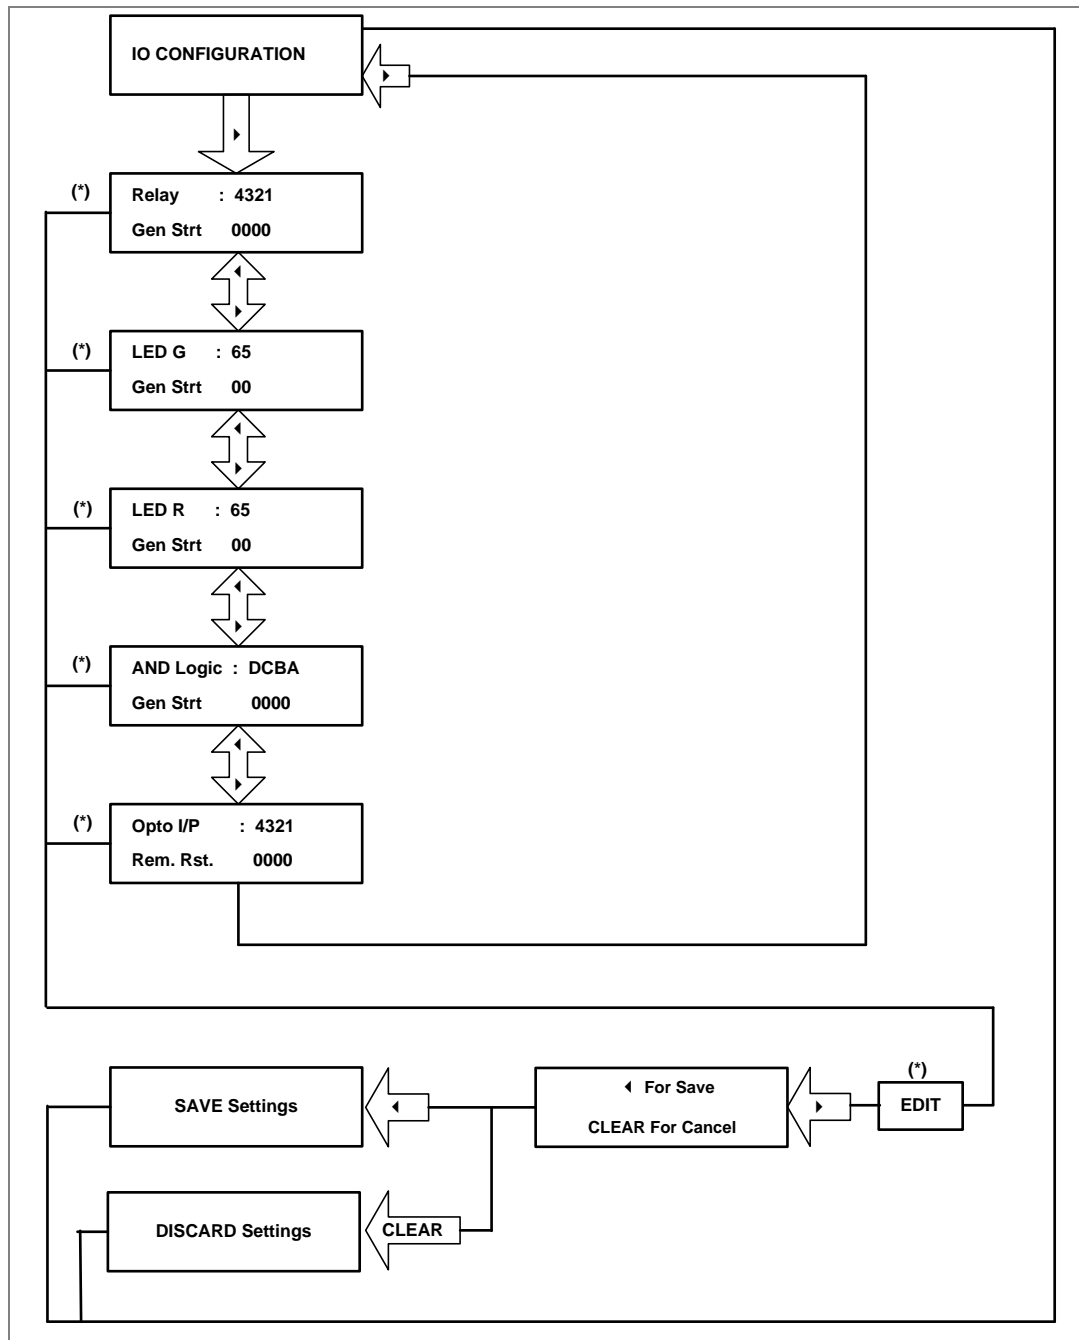 IO CONFIGURATION
(*)
Relay : 4321
Gen Strt 0000
(*)
LED G : 65
Gen Strt 00
(*)
LED R : 65
Gen Strt 00
(*)
AND Logic : DCBA
Gen Strt 0000
(*)
Opto I/P : 4321
Rem. Rst. 0000
(*)
EDIT
For Save
CLEAR For Cancel
SAVE Settings
CLEAR
DISCARD Settings